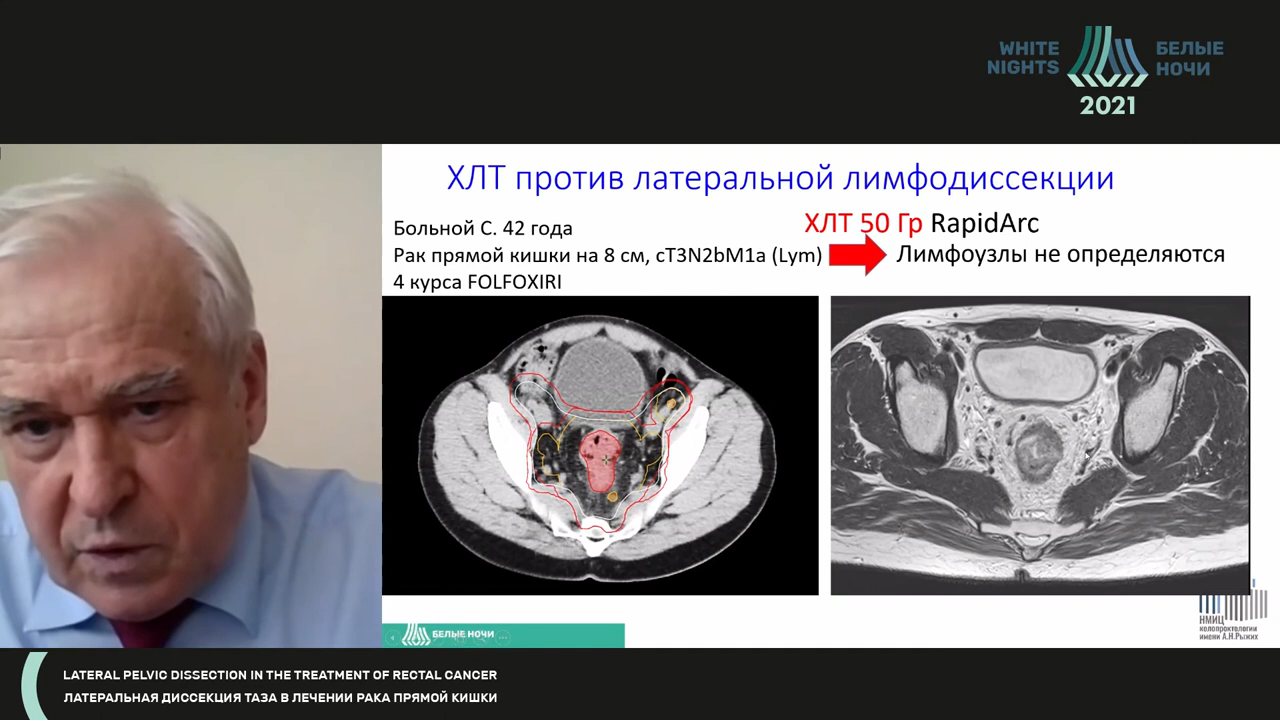 WHITE
NIGHTS
БЕЛЫЕ
НОЧИ
2021
ХЛТ против латеральной лимфодиссекции
Больной С. 42 года
Рак прямой кишки на 8 см, cT3N2bM1a (Lym)
4 курса FOLFOXIRI
ХЛТ 50 Гр RapidArc
Лимфоузлы не определяются
БЕЛЫЕ НОЧИ
НМИЦ
колопроктологии
имени А.Н.Рыжих
LATERAL PELVIC DISSECTION IN THE TREATMENT OF RECTAL CANCER
ЛАТЕРАЛЬНАЯ ДИССЕКЦИЯ ТАЗА В ЛЕЧЕНИИ РАКА ПРЯМОЙ КИШКИ